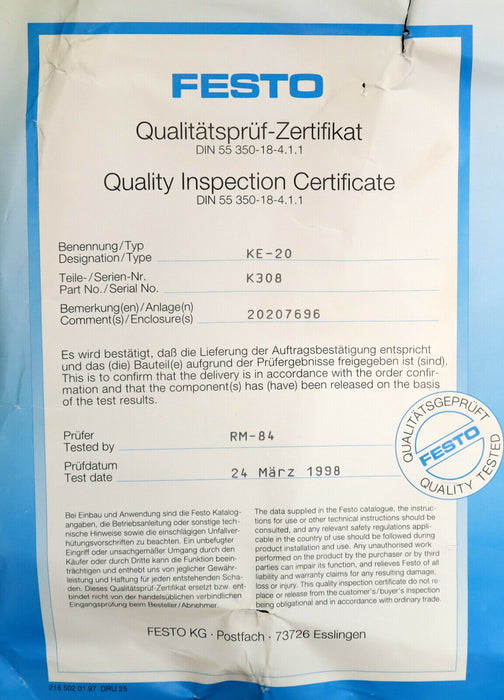 FESTO
Qualitätsprüf-Zertifikat
DIN 55 350-18-4.1.1
Quality Inspection Certificate
DIN 55 350-18-4.1.1
Benennung/Typ
Designation/Type KE-20
Teile-/Serien-Nr.
Part No./Serial No. K308
Bemerkung(en)/Anlage(n)
Comment(s)/Enclosure(s) 20207696
Es wird bestätigt, daß die Lieferung der Auftragsbestätigung entspricht
und das (die) Bauteil(e) aufgrund der Prüfergebnisse freigegeben ist (sind).
This is to confirm that the delivery is in accordance with the order confir-
mation and that the component(s) has (have) been released on the basis
of the test results.
Prüfer
Tested by RM-84
Prüfdatum
Test date 24 März 1998
QUALITÄTSGEPRÜFT
FESTO
QUALITY TESTED
Bei Einbau und Anwendung sind die Festo Katalog-
angaben, die Betriebsanleitung oder sonstige tech-
nische Hinweise sowie die einschlägigen Unfallver-
hütungsvorschriften zu beachten. Ein unbefugter
Eingriff oder unsachgemäßer Umgang durch den
Käufer oder durch Dritte kann die Funktion beein-
trächtigen und enthebt uns von jeglicher Gewähr-
leistung und Haftung für jeden entstehenden Scha-
den. Dieses Qualitätsprüf-Zertifikat ersetzt bzw. ent-
bindet nicht von der handelsüblichen verbindlichen
Eingangsprüfung beim Besteller/Abnehmer.
The data supplied in the Festo catalogue, the instruc-
tions for use or other technical instructions should be
consulted, and any relevant safety regulations appli-
cable in the country of use should be followed during
product installation and use. Any unauthorised work
performed on the product by the purchaser or by third
parties can impair its function, and relieves Festo of all
liability and warranty claims for any resulting damage,
loss or injury. This quality inspection certificate do not re-
place or release from the customer's/buyer's inspection
being obligational and in accordance with ordinary trade.
FESTO KG · Postfach · 73726 Esslingen
218 502 01.97 DRU 25